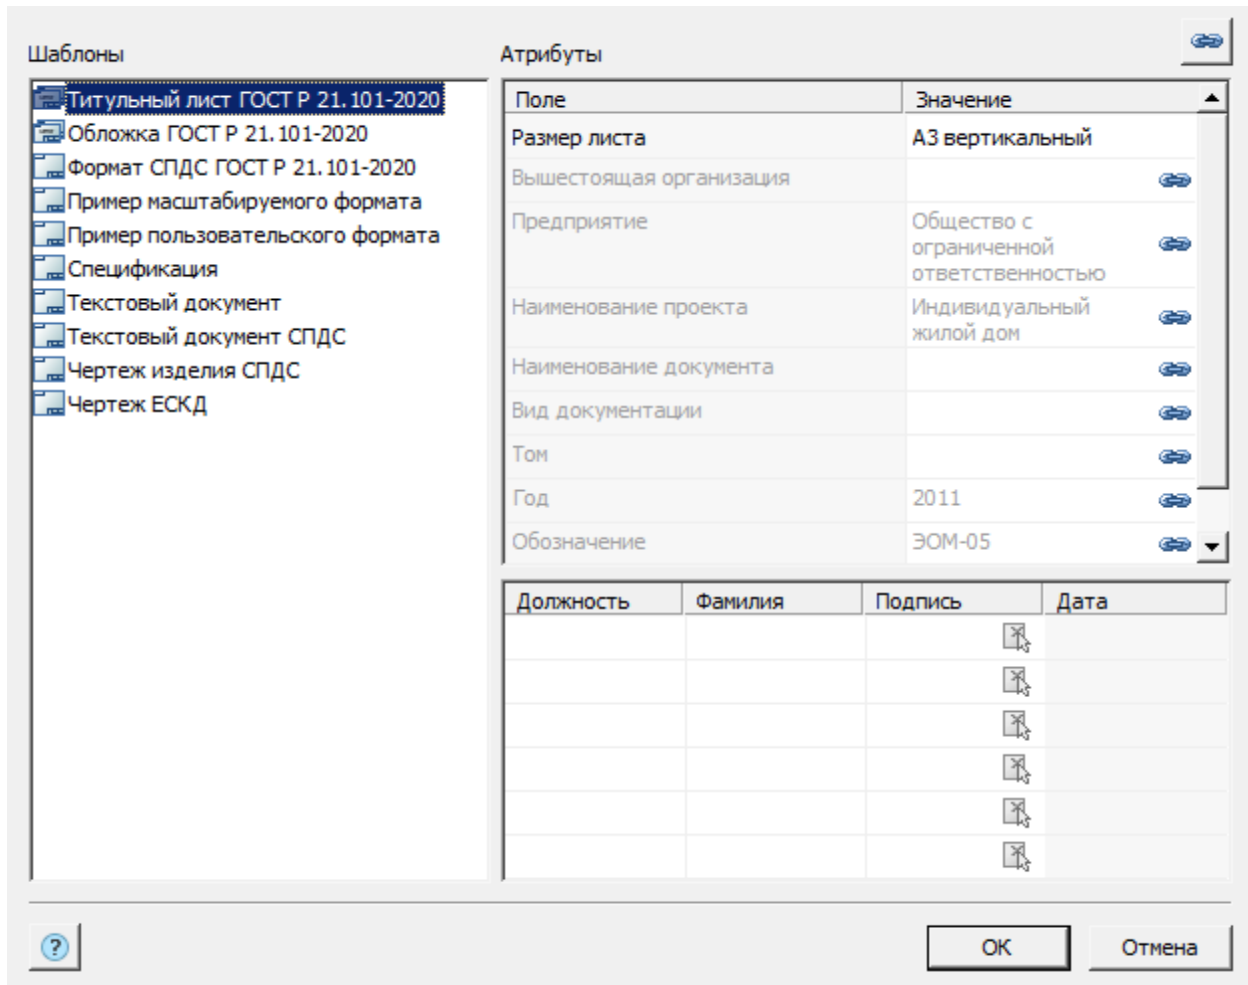 Шаблоны
Титульный лист ГОСТ Р 21.101-2020
Обложка ГОСТ Р 21.101-2020
Формат СПДС ГОСТ Р 21.101-2020
Пример масштабируемого формата
Пример пользовательского формата
Спецификация
Текстовый документ
Текстовый документ СПДС
Чертеж изделия СПДС
Чертеж ЕСКД
Атрибуты
Поле Значение
Размер листа А3 вертикальный
Вышестоящая организация
Предприятие Общество с
ограниченной
ответственностью
Наименование проекта Индивидуальный
жилой дом
Наименование документа
Вид документации
Том
Год 2011
Обозначение ЭОМ-05
Должность Фамилия Подпись Дата
?
ОК Отмена